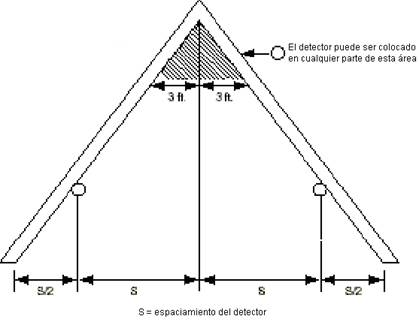 El detector puede ser colocado
en cualquier parte de esta área
3 ft. 3 ft.
S/2 S S S/2
S = espaciamiento del detector